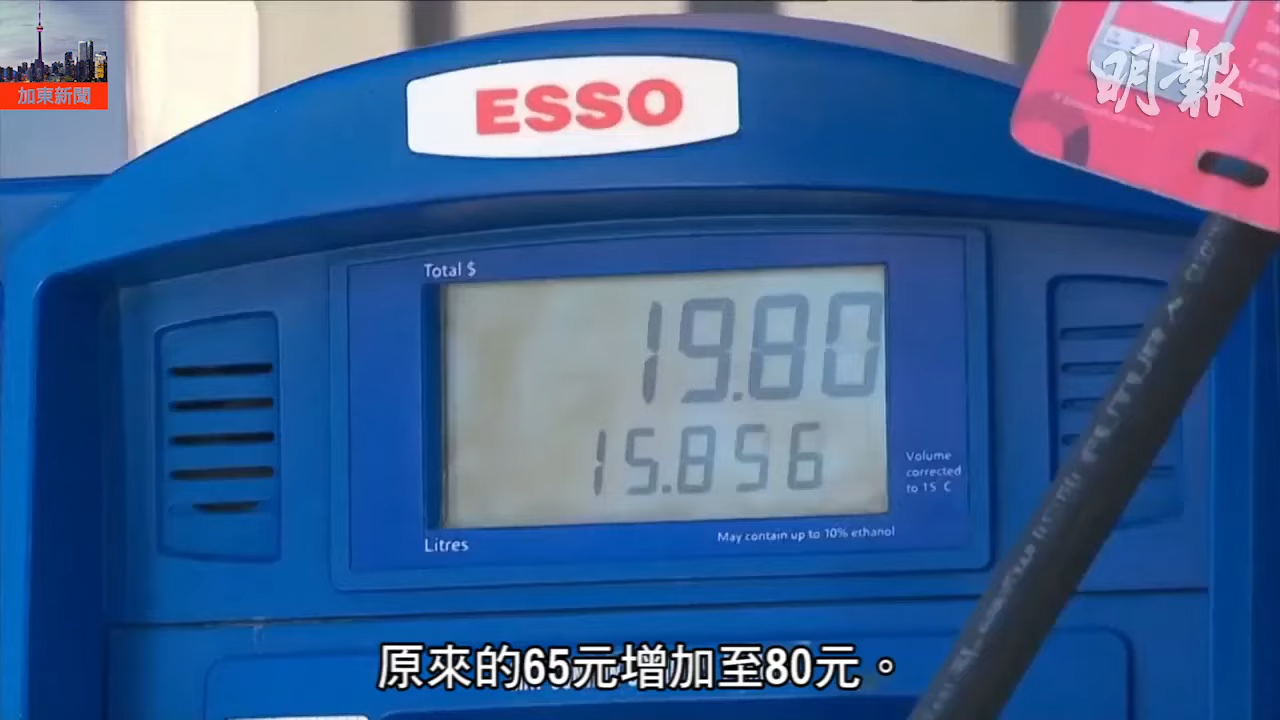 加東新聞
明報
ESSO
Total $
19.80
15.856
Volume
corrected
to 15 C
Litres
May contain up to 10% ethanol
原來的65元增加至80元。